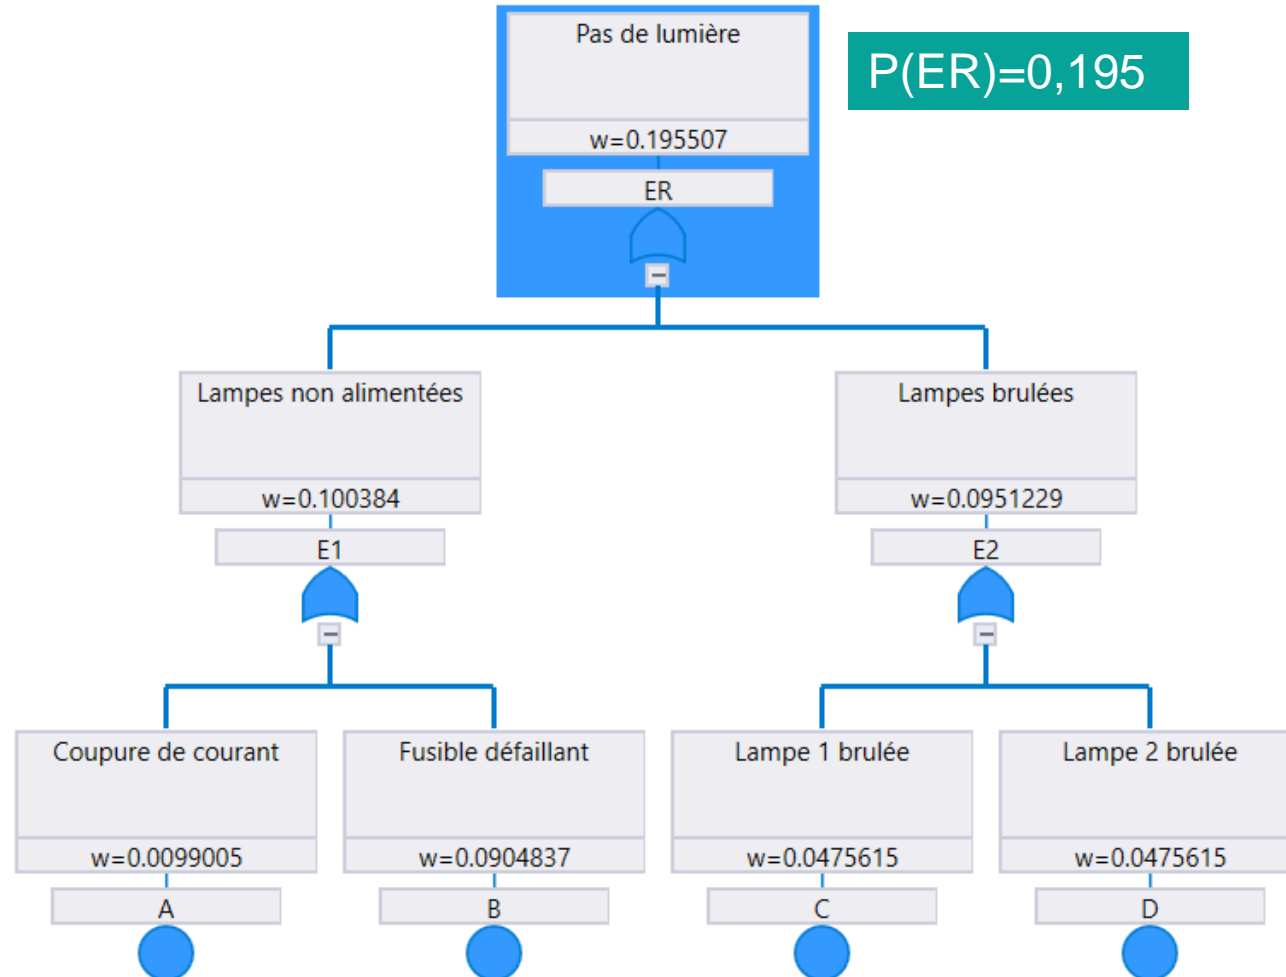 Pas de lumière
P(ER)=0,195
w=0.195507
ER
Lampes non alimentées
Lampes brulées
w=0.100384
w=0.0951229
E1
E2
Coupure de courant
Fusible défaillant
Lampe 1 brulée
Lampe 2 brulée
w=0.0099005
w=0.0904837
w=0.0475615
w=0.0475615
A
B
C
D